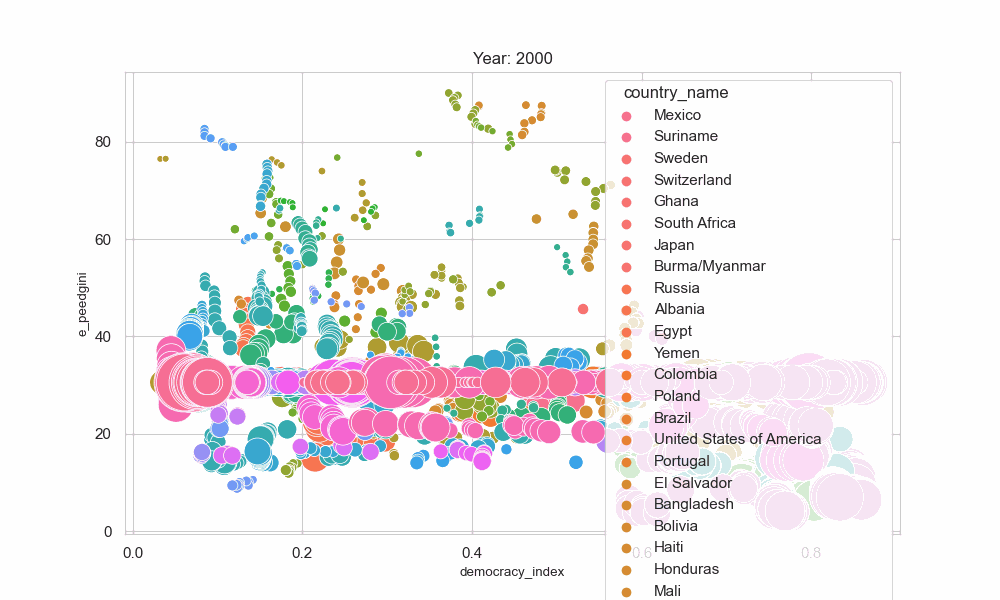 Year: 2000
country_name
Mexico
Suriname
Sweden
Switzerland
Ghana
South Africa
Japan
Burma/Myanmar
Russia
Albania
Egypt
Yemen
Colombia
Poland
Brazil
United States of America
Portugal
El Salvador
Bangladesh
Bolivia
Haiti
Honduras
Mali
80
60
40
20
0
e_peedgini
0.0
0.2
0.4
0.6
0.8
democracy_index